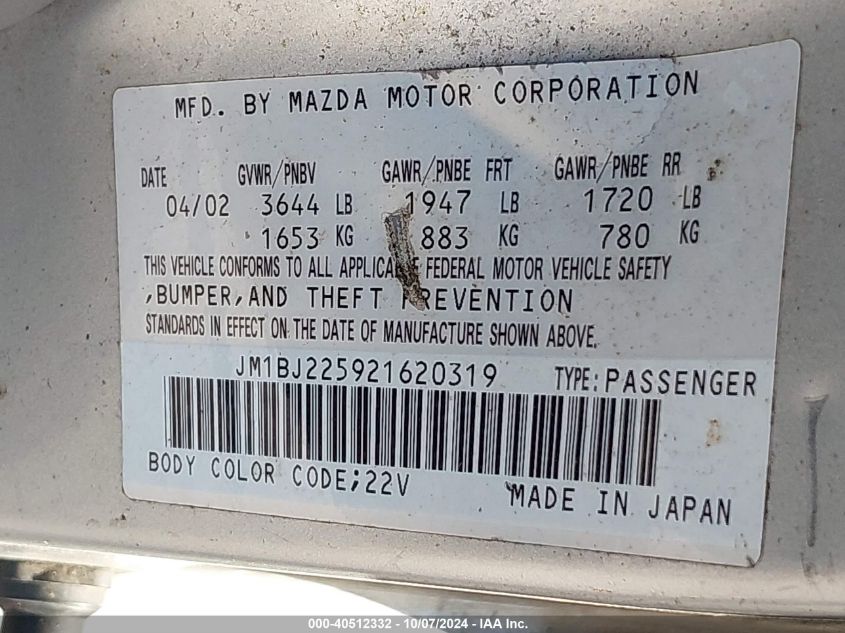 MFD. BY MAZDA MOTOR CORPORATION
DATE GVWR/PNBV GAWR/PNBE FRT GAWR/PNBE RR
04/02 3644 LB 1947 LB 1720 LB
1653 KG 883 KG 780 KG
THIS VEHICLE CONFORMS TO ALL APPLICABLE FEDERAL MOTOR VEHICLE SAFETY
,BUMPER,AND THEFT PREVENTION
STANDARDS IN EFFECT ON THE DATE OF MANUFACTURE SHOWN ABOVE.
JM1BJ225921620319 TYPE:PASSENGER
BODY COLOR CODE;22V
MADE IN JAPAN
000-40512332 - 10/07/2024 - IAA Inc.